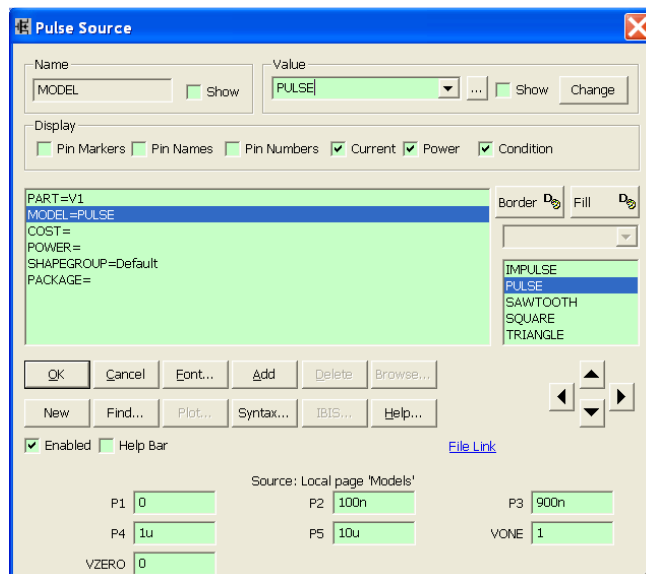 Pulse Source
Name
MODEL
Show
Value
PULSE
...
Show
Change
Display
Pin Markers Pin Names Pin Numbers Current Power Condition
PART=V1
MODEL=PULSE
COST=
POWER=
SHAPEGROUP=Default
PACKAGE=
Border Fill
IMPULSE
PULSE
SAWTOOTH
SQUARE
TRIANGLE
OK Cancel Font... Add Delete Browse...
New Find... Plot... Syntax... IBIS... Help...
Enabled Help Bar
File Link
Source: Local page 'Models'
P1 0 P2 100n P3 900n
P4 1u P5 10u VONE 1
VZERO 0